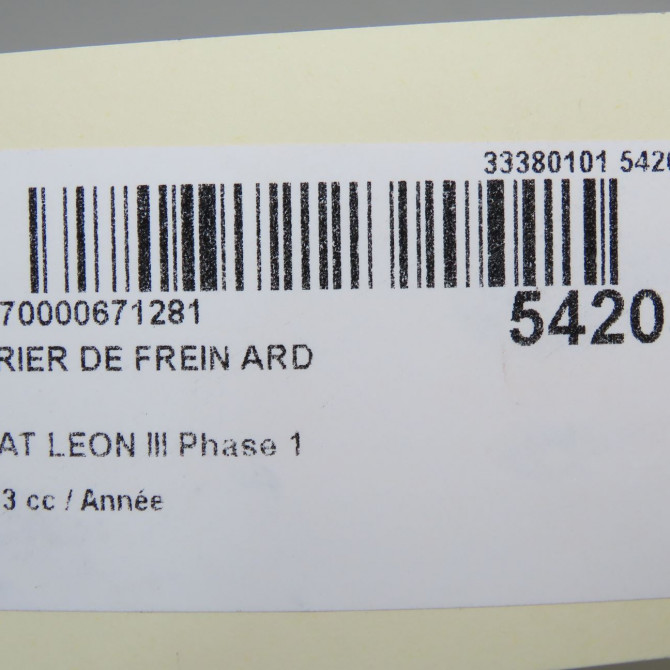 33380101 5420
70000671281
5420
RIER DE FREIN ARD
AT LEON III Phase 1
3 cc / Année